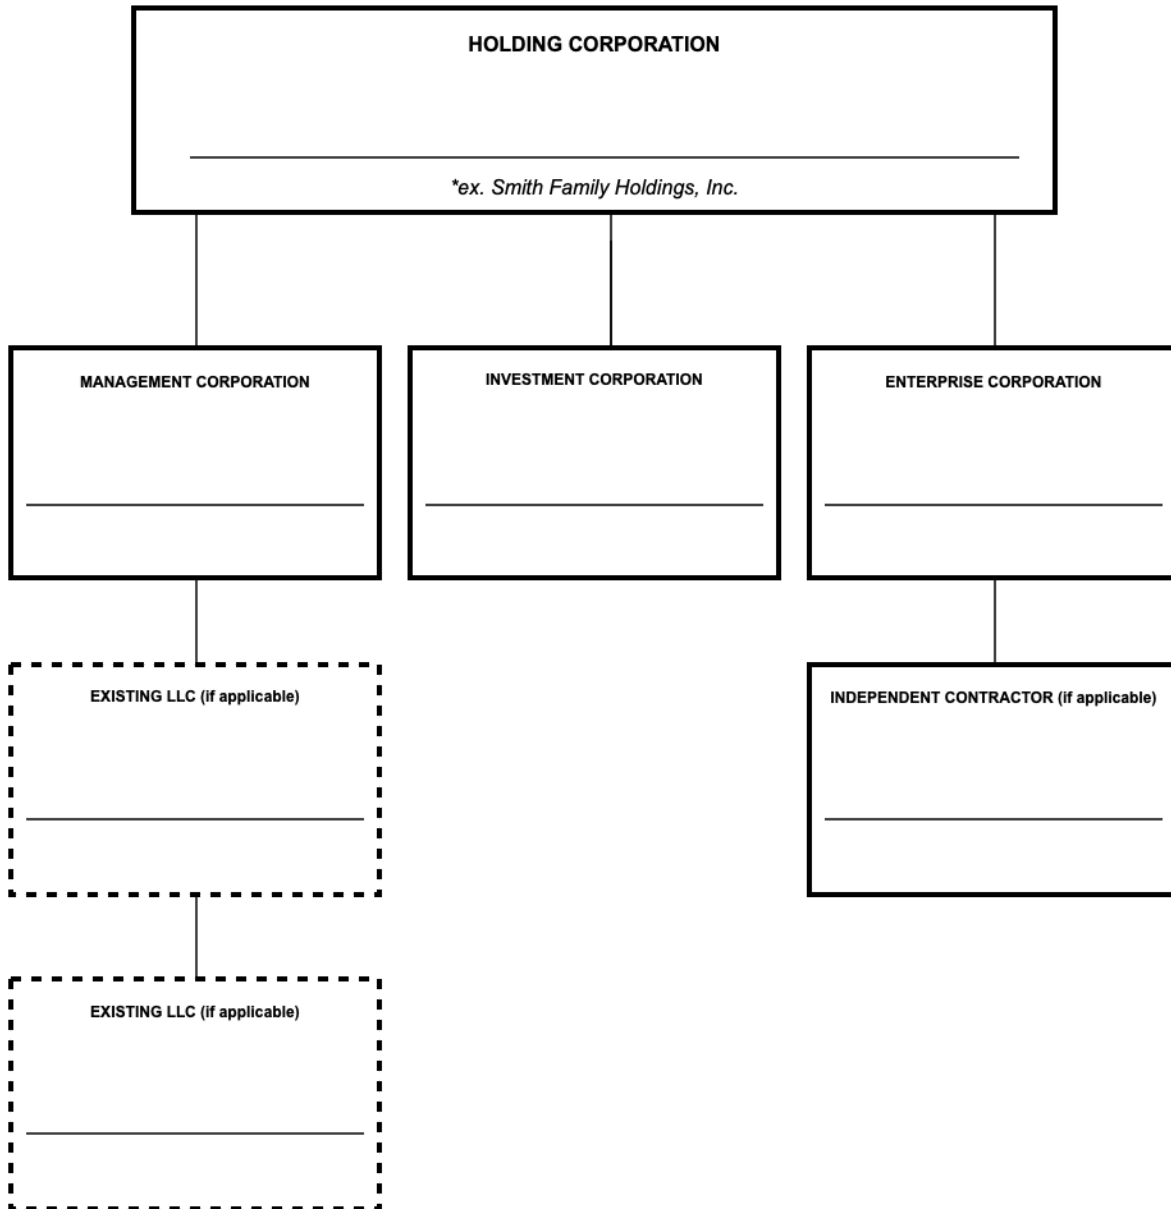 HOLDING CORPORATION
*ex. Smith Family Holdings, Inc.
MANAGEMENT CORPORATION
INVESTMENT CORPORATION
ENTERPRISE CORPORATION
EXISTING LLC (if applicable)
INDEPENDENT CONTRACTOR (if applicable)
EXISTING LLC (if applicable)